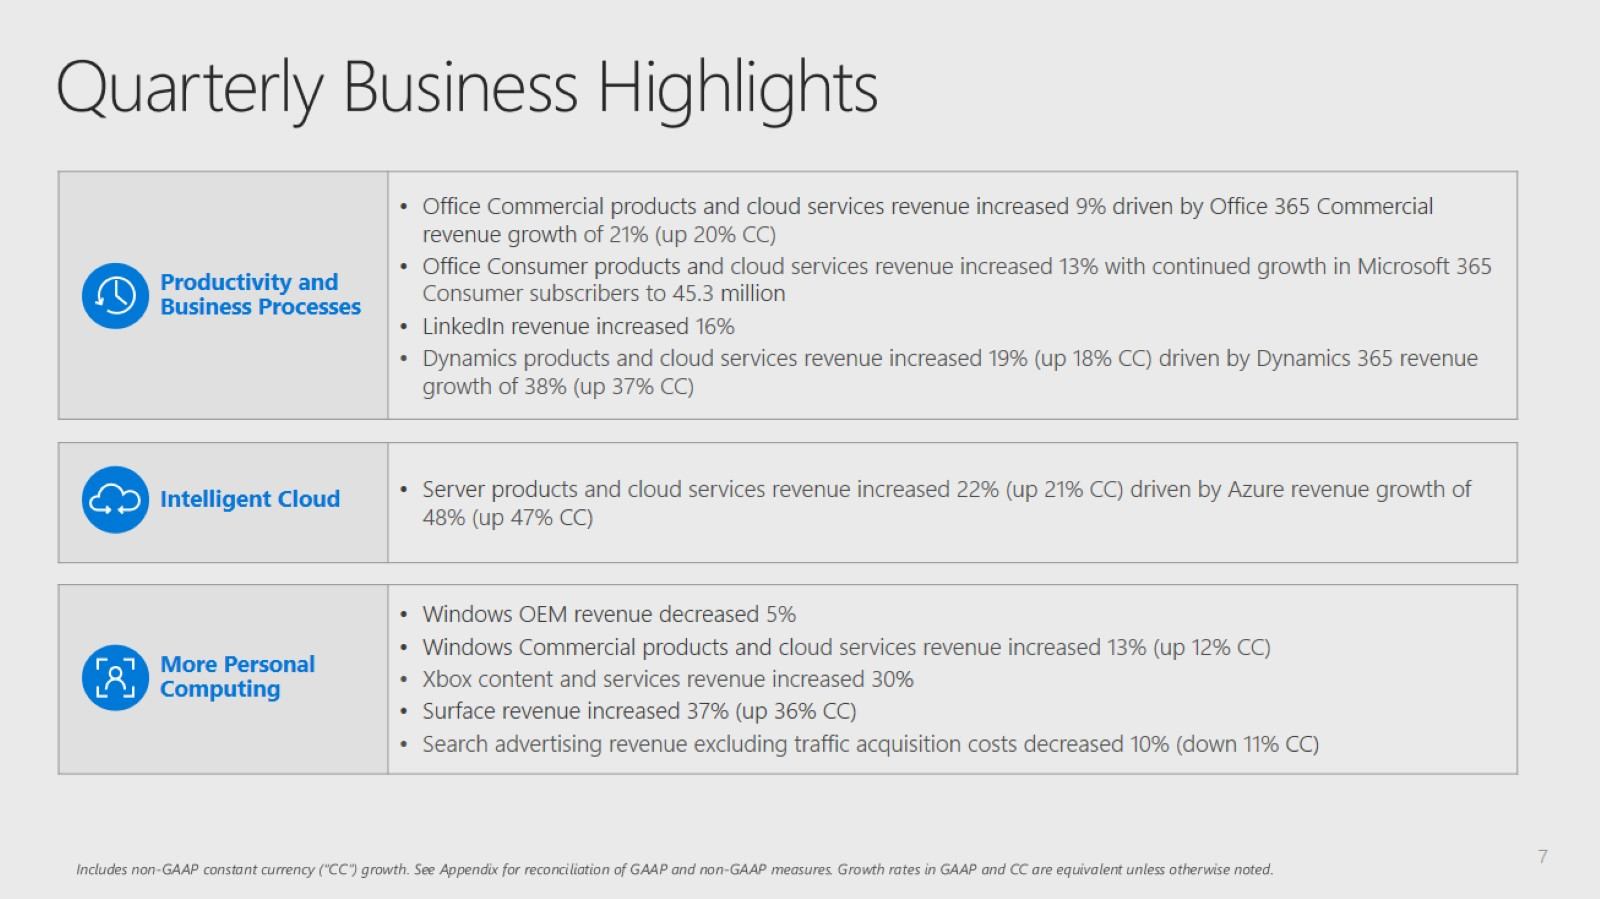 Quarterly Business Highlights
Productivity and
Business Processes
• Office Commercial products and cloud services revenue increased 9% driven by Office 365 Commercial
revenue growth of 21% (up 20% CC)
• Office Consumer products and cloud services revenue increased 13% with continued growth in Microsoft 365
Consumer subscribers to 45.3 million
• LinkedIn revenue increased 16%
• Dynamics products and cloud services revenue increased 19% (up 18% CC) driven by Dynamics 365 revenue
growth of 38% (up 37% CC)
Intelligent Cloud
• Server products and cloud services revenue increased 22% (up 21% CC) driven by Azure revenue growth of
48% (up 47% CC)
More Personal
Computing
• Windows OEM revenue decreased 5%
• Windows Commercial products and cloud services revenue increased 13% (up 12% CC)
• Xbox content and services revenue increased 30%
• Surface revenue increased 37% (up 36% CC)
• Search advertising revenue excluding traffic acquisition costs decreased 10% (down 11% CC)
Includes non-GAAP constant currency ("CC") growth. See Appendix for reconciliation of GAAP and non-GAAP measures. Growth rates in GAAP and CC are equivalent unless otherwise noted.
7